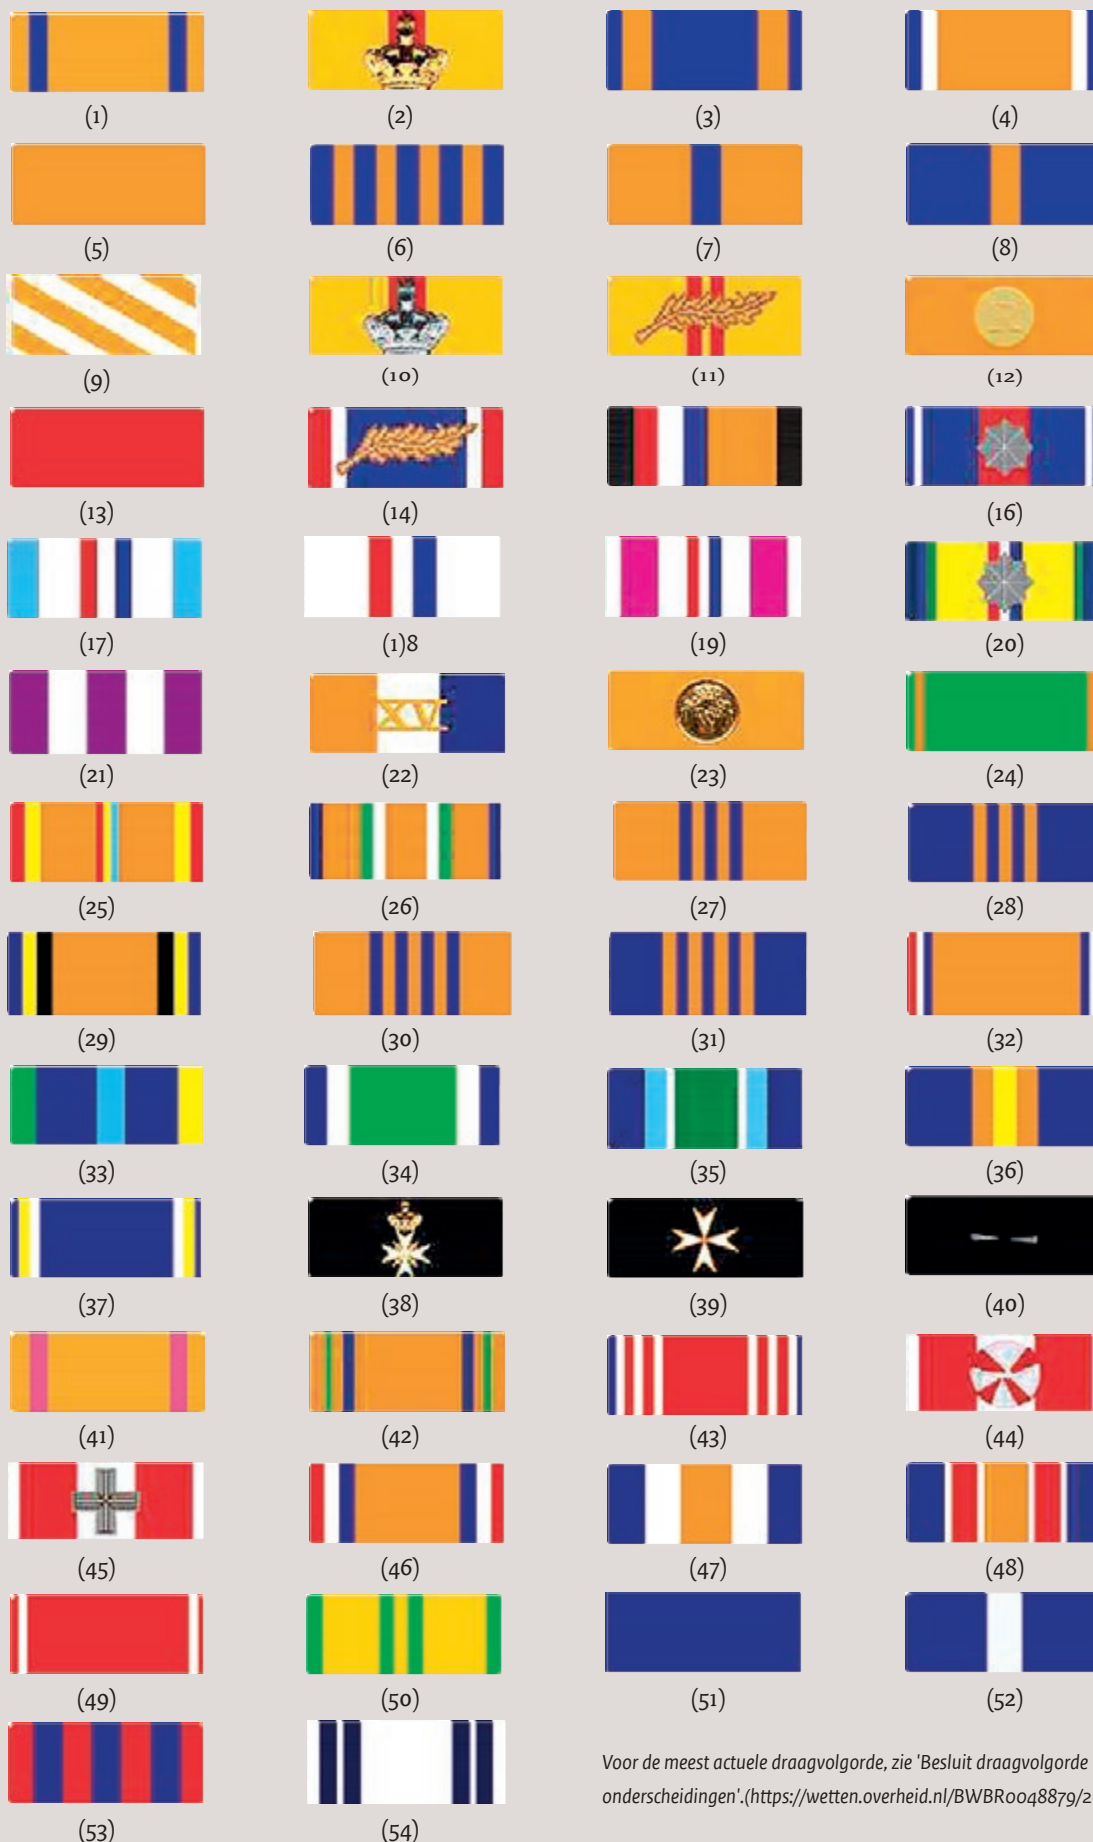 (1) (2) (3) (4)
(5) (6) (7) (8)
(9) (10) (11) (12)
(13) (14) (16)
(17) (1)8 (19) (20)
XV
(21) (22) (23) (24)
(25) (26) (27) (28)
(29) (30) (31) (32)
(33) (34) (35) (36)
(37) (38) (39) (40)
(41) (42) (43) (44)
(45) (46) (47) (48)
(49) (50) (51) (52)
Voor de meest actuele draagvolgorde, zie 'Besluit draagvolgorde
onderscheidingen'.(https://wetten.overheid.nl/BWBR0048879/2
(53) (54)